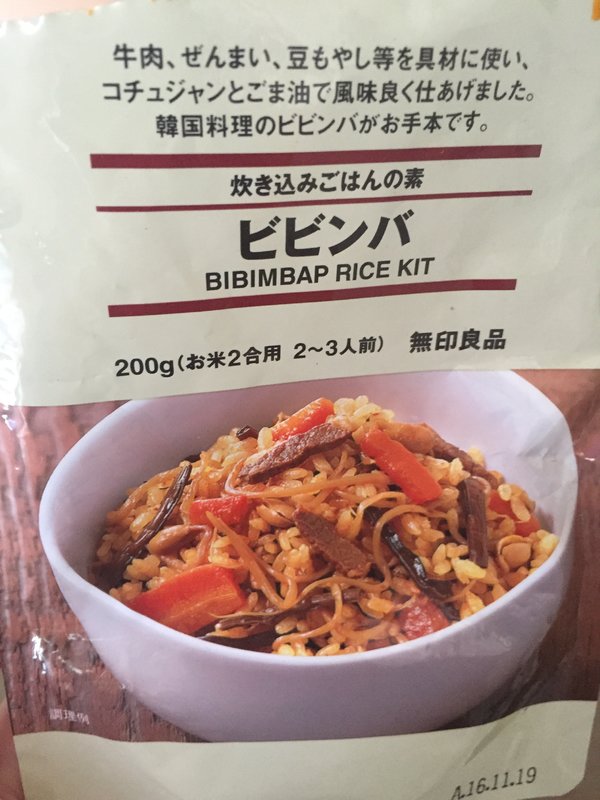 牛肉、ぜんまい、豆もやし等を具材に使い、
コチュジャンとごま油で風味良く仕あげました。
韓国料理のビビンバがお手本です。
炊き込みごはんの素
ビビンバ
BIBIMBAP RICE KIT
200g(お米2合用 2〜3人前) 無印良品
調理例
A.16.11.19